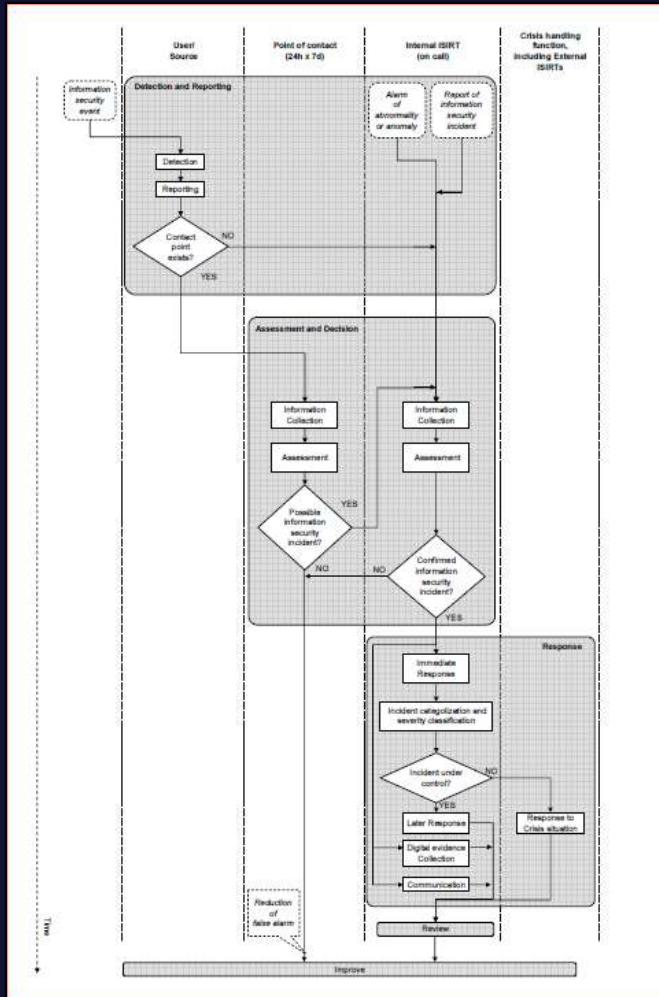 User/
Source
Point of contact
(24h x 7d)
Internal ISIRT
(on call)
Crisis handling
function,
including External
ISIRTs
Information
security
event
Detection and Reporting
Alarm
of
abnormality
or anomaly
Report of
information
security
incident
Detection
Reporting
Contact
point
exists?
NO
YES
Assessment and Decision
Information
Collection
Information
Collection
Assessment
Assessment
Possible
information
security
incident?
YES
NO
Confirmed
information
security
incident?
NO
YES
Response
Immediate
Response
Incident categolization and
severity classification
Incident under
control?
NO
YES
Later Response
Response to
Crisis situation
Digital evidence
Collection
Communication
Reduction
of
false alarm
Review
Time
Improve